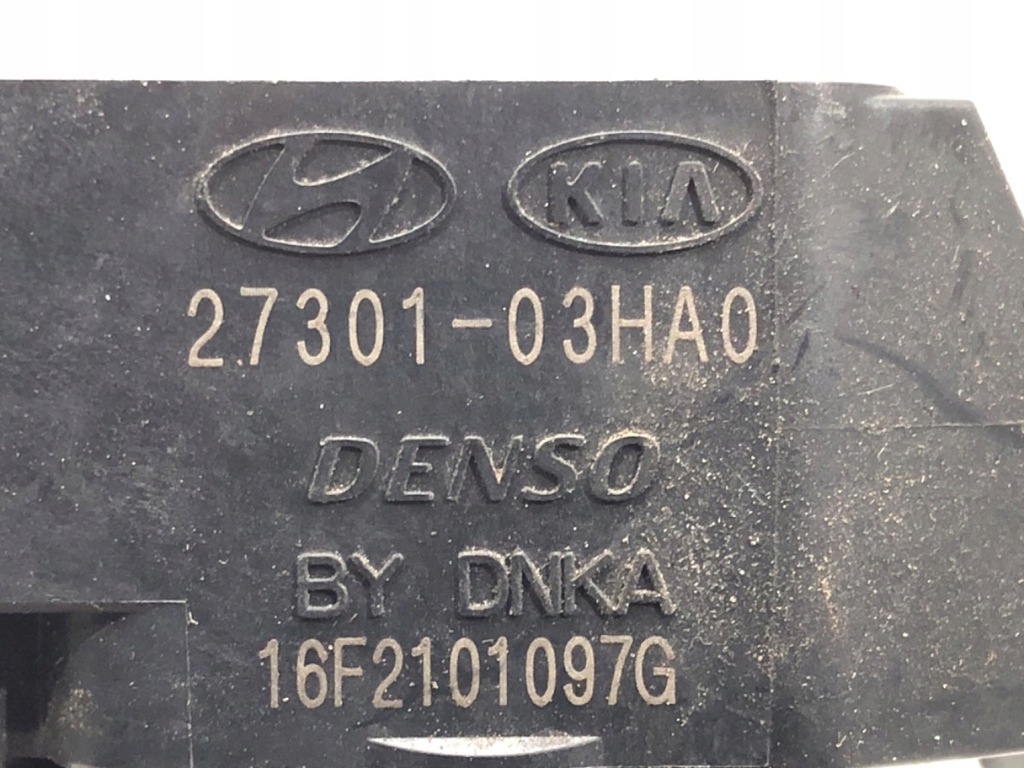 KIA
27301-03HA0
DENSO
BY DNKA
16F2101097G